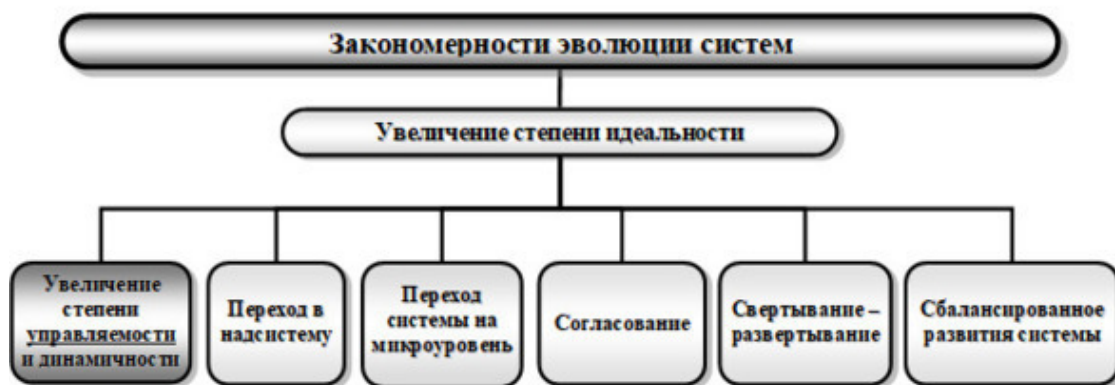 Закономерности эволюции систем
Увеличение степени идеальности
Увеличение
степени
управляемости
и динамичности
Переход в
надсистему
Переход
системы на
микроуровень
Согласование
Свертывание –
развертывание
Сбалансированное
развития системы